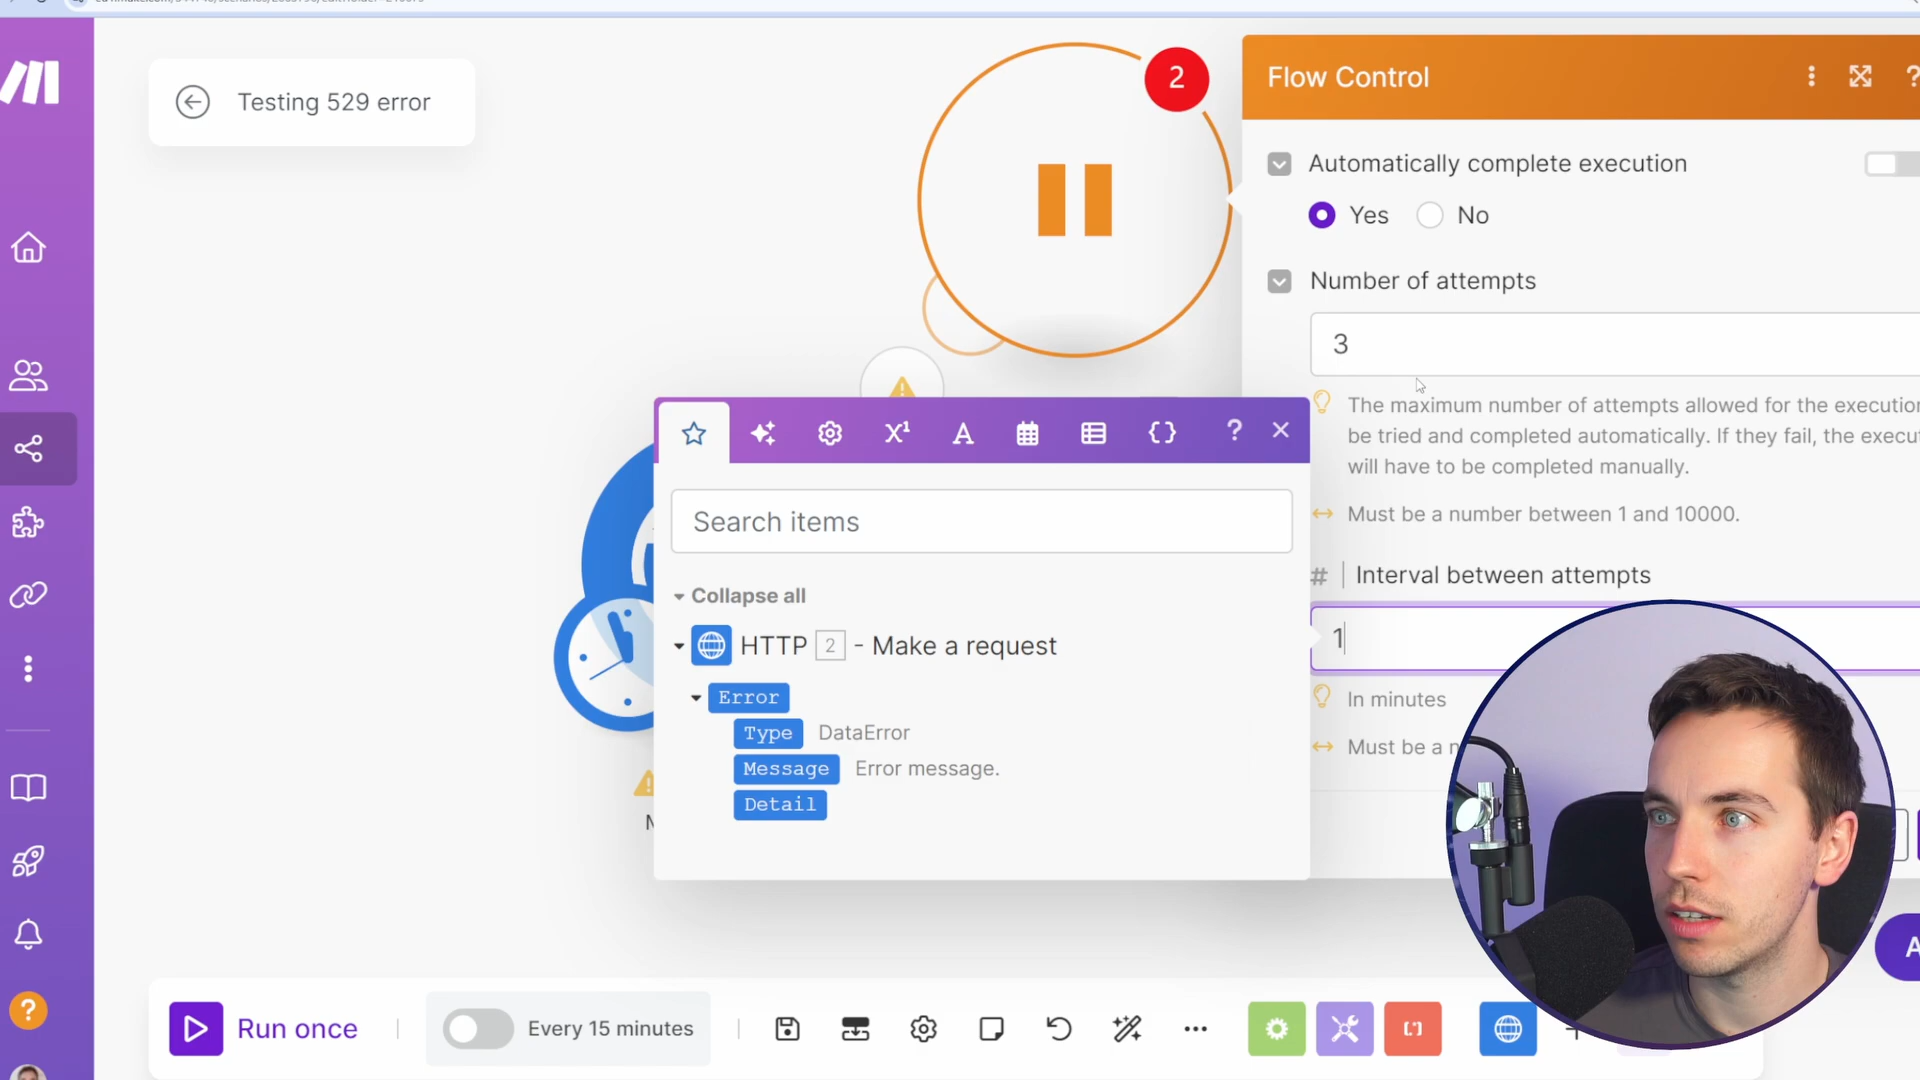 Testing 529 error
2
Flow Control
?
Automatically complete execution
Yes
No
Number of attempts
3
The maximum number of attempts allowed for the execution
be tried and completed automatically. If they fail, the
will have to be completed manually.
Must be a number between 1 and 10000.
# | Interval between attempts
1
In minutes
Must be a
?
Search items
Collapse all
HTTP 2 - Make a request
Error
Type DataError
Message Error message.
Detail
?
Run once
Every 15 minutes